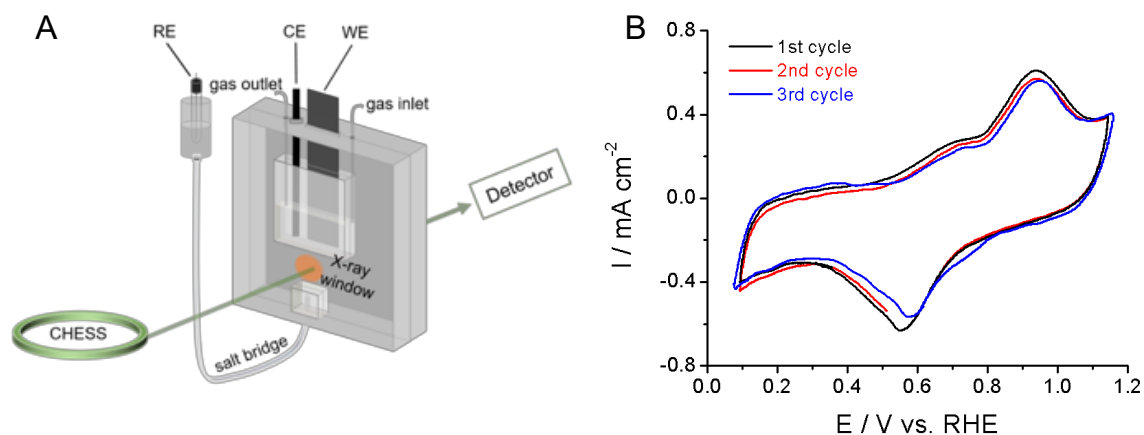 A
RE
CE
WE
gas outlet
gas inlet
Detector
X-ray
window
CHESS
salt bridge
B
1st cycle
2nd cycle
3rd cycle
I / mA cm⁻²
0.8
0.4
0.0
-0.4
-0.8
0.0 0.2 0.4 0.6 0.8 1.0 1.2
E / V vs. RHE